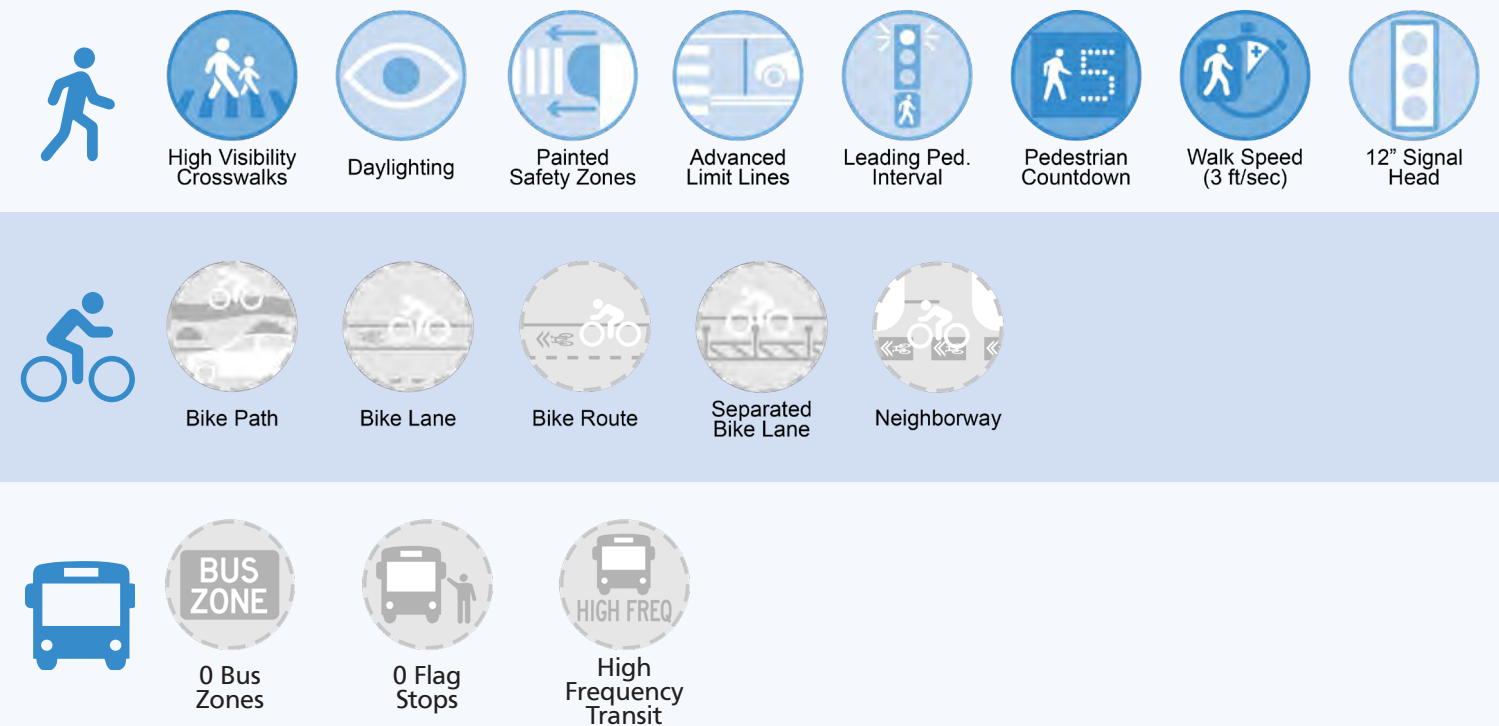 High Visibility
Crosswalks
Daylighting
Painted
Safety Zones
Advanced
Limit Lines
Leading Ped.
Interval
5
Pedestrian
Countdown
Walk Speed
(3 ft/sec)
12” Signal
Head
Bike Path
Bike Lane
Bike Route
Separated
Bike Lane
Neighborway
BUS
ZONE
0 Bus
Zones
0 Flag
Stops
HIGH FREQ
High
Frequency
Transit